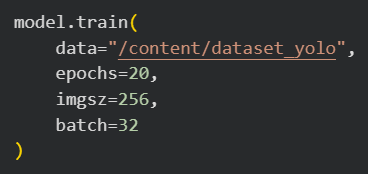 model.train(
    data="/content/dataset_yolo",
    epochs=20,
    imgsz=256,
    batch=32
)